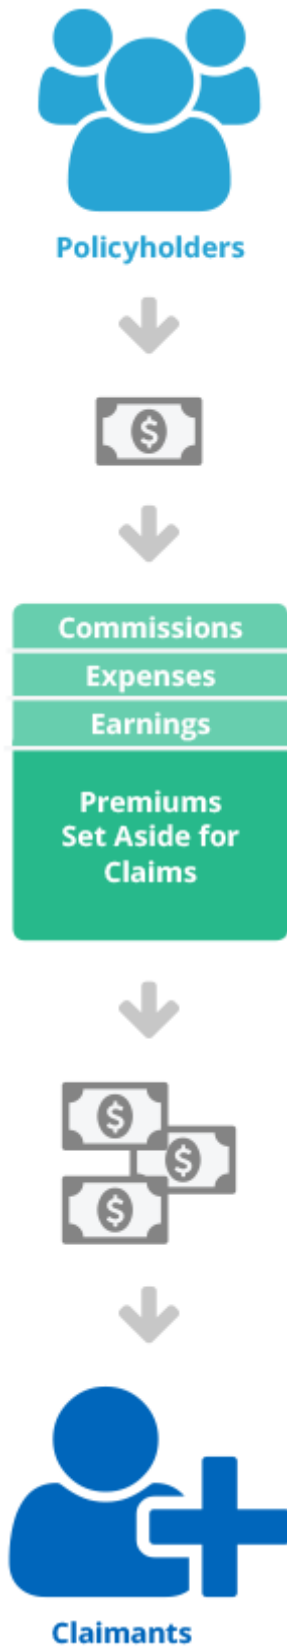 Policyholders
$
Commissions
Expenses
Earnings
Premiums
Set Aside for
Claims
$
$
$
Claimants